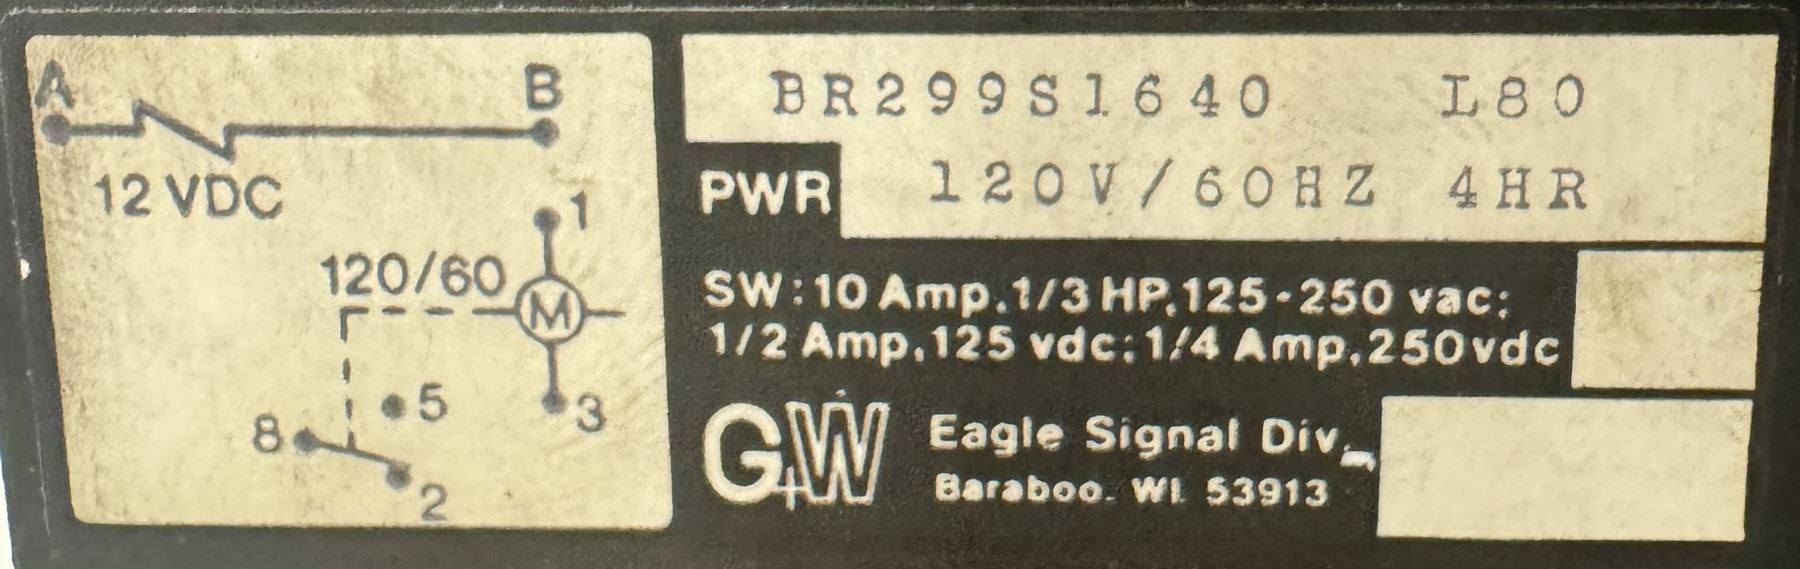 A B
12 VDC
1
120/60
M
5
3
8
2
BR299S1640 L80
PWR 120V/60HZ 4HR
SW: 10 Amp. 1/3 HP. 125-250 vac;
1/2 Amp. 125 vdc; 1/4 Amp. 250vdc
G+W Eagle Signal Div.
Baraboo. WI. 53913